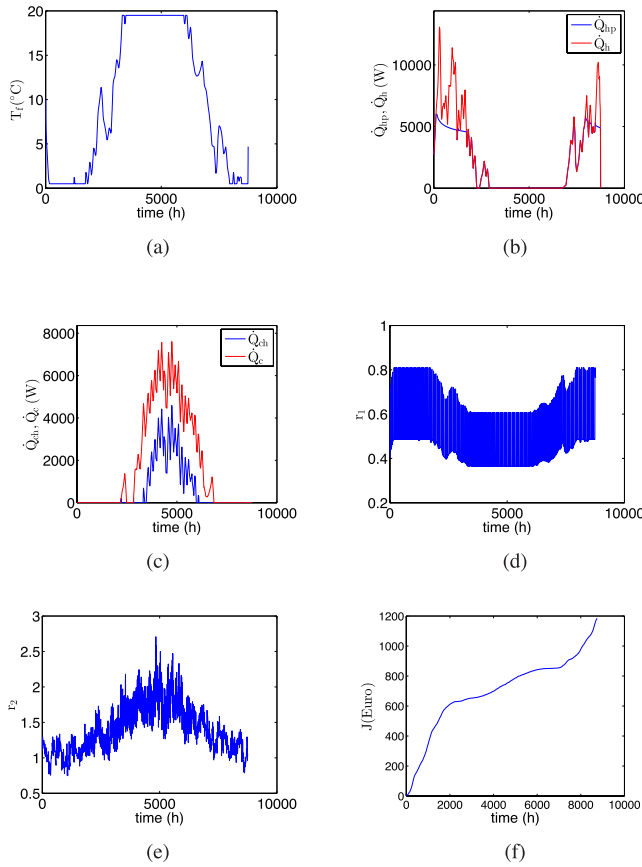 20
15
10
5
0
0
5000
10000
T_f(°C)
time (h)
(a)
10000
5000
0
0
5000
10000
Q̇_hp, Q̇_h (W)
Q̇_hp
Q̇_h
time (h)
(b)
8000
6000
4000
2000
0
0
5000
10000
Q̇_ch, Q̇_c (W)
Q̇_ch
Q̇_c
time (h)
(c)
1
0.8
0.6
0.4
0.2
0
5000
10000
r_1
time (h)
(d)
3
2.5
2
1.5
1
0.5
0
5000
10000
r_2
time (h)
(e)
1200
1000
800
600
400
200
0
0
2000
4000
6000
8000
10000
J(Euro)
time (h)
(f)